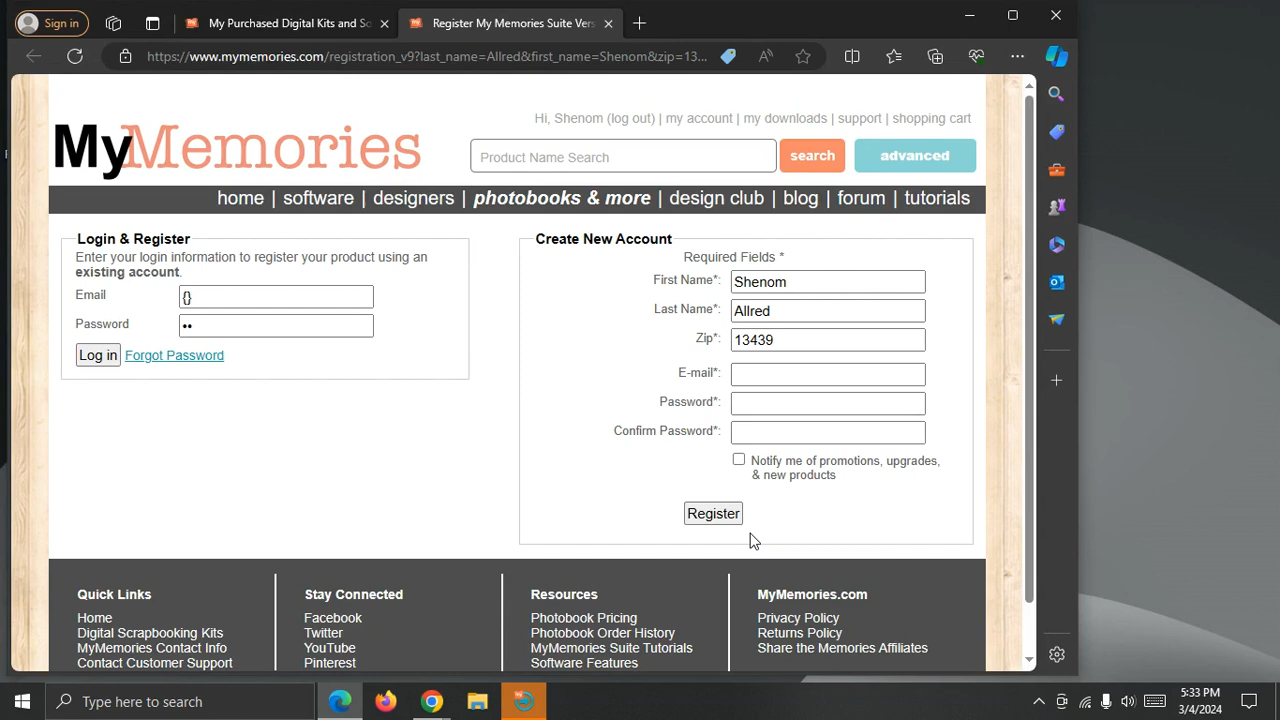 Sign in
My Purchased Digital Kits and So
Register My Memories Suite Vers
https://www.mymemories.com/registration_v9?last_name=Allred&first_name=Shenom&zip=13...
Hi, Shenom (log out) | my account | my downloads | support | shopping cart
MyMemories
Product Name Search
search
advanced
home | software | designers | photobooks & more | design club | blog | forum | tutorials
Login & Register
Enter your login information to register your product using an
existing account.
Email {}
Password ••
Log in Forgot Password
Create New Account
Required Fields *
First Name*: Shenom
Last Name*: Allred
Zip*: 13439
E-mail*:
Password*:
Confirm Password*:
Notify me of promotions, upgrades,
& new products
Register
Quick Links
Home
Digital Scrapbooking Kits
MyMemories Contact Info
Contact Customer Support
Stay Connected
Facebook
Twitter
YouTube
Pinterest
Resources
Photobook Pricing
Photobook Order History
MyMemories Suite Tutorials
Software Features
MyMemories.com
Privacy Policy
Returns Policy
Share the Memories Affiliates
Type here to search
5:33 PM
3/4/2024